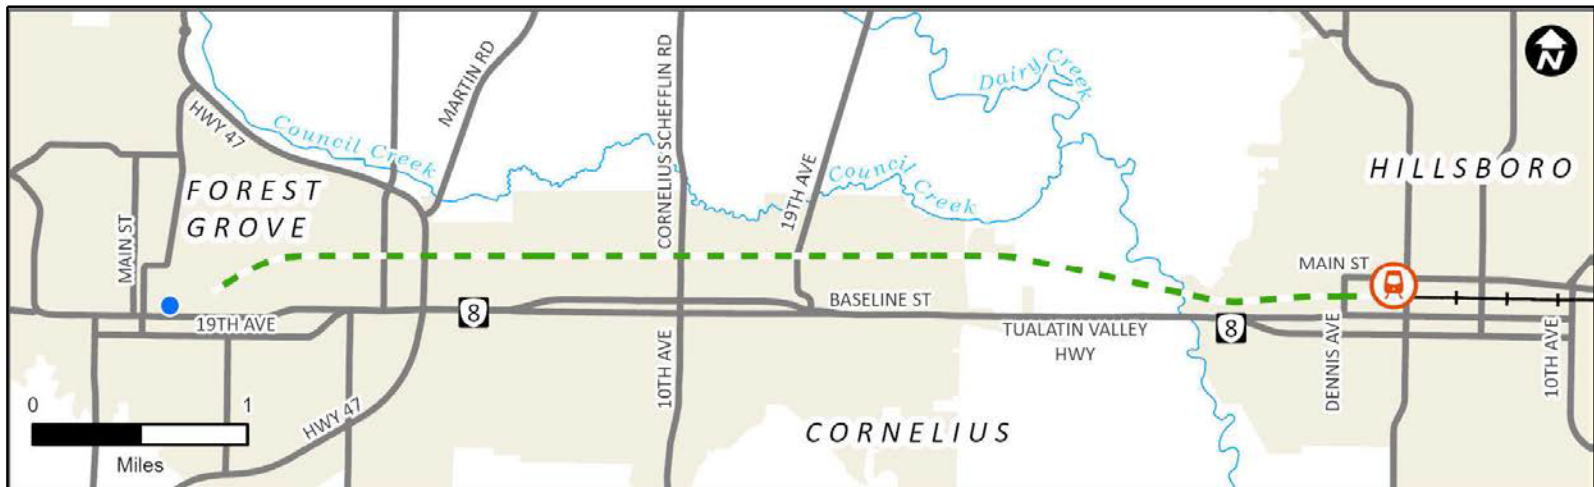 N
HWY 47
MARTIN RD
CORNELIUS SCHEFFLIN RD
Dairy Creek
Council Creek
19TH AVE
Council
Creek
HILLSBORO
FOREST
GROVE
MAIN ST
MAIN ST
BASELINE ST
8
19TH AVE
TUALATIN VALLEY
HWY
8
DENNIS AVE
10TH AVE
10TH AVE
HWY 47
CORNELIUS
0 1
Miles